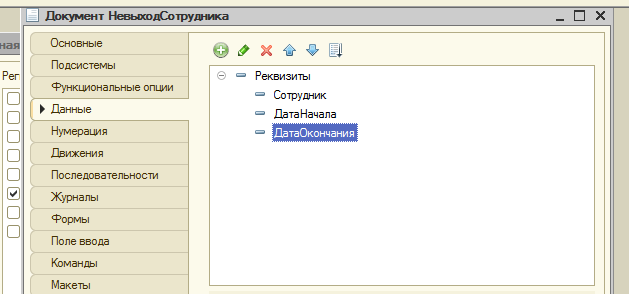 Документ НевыходСотрудника
ная
Рег
Основные
Подсистемы
Функциональные опции
Данные
Нумерация
Движения
Последовательности
Журналы
Формы
Поле ввода
Команды
Макеты
Реквизиты
Сотрудник
ДатаНачала
ДатаОкончания